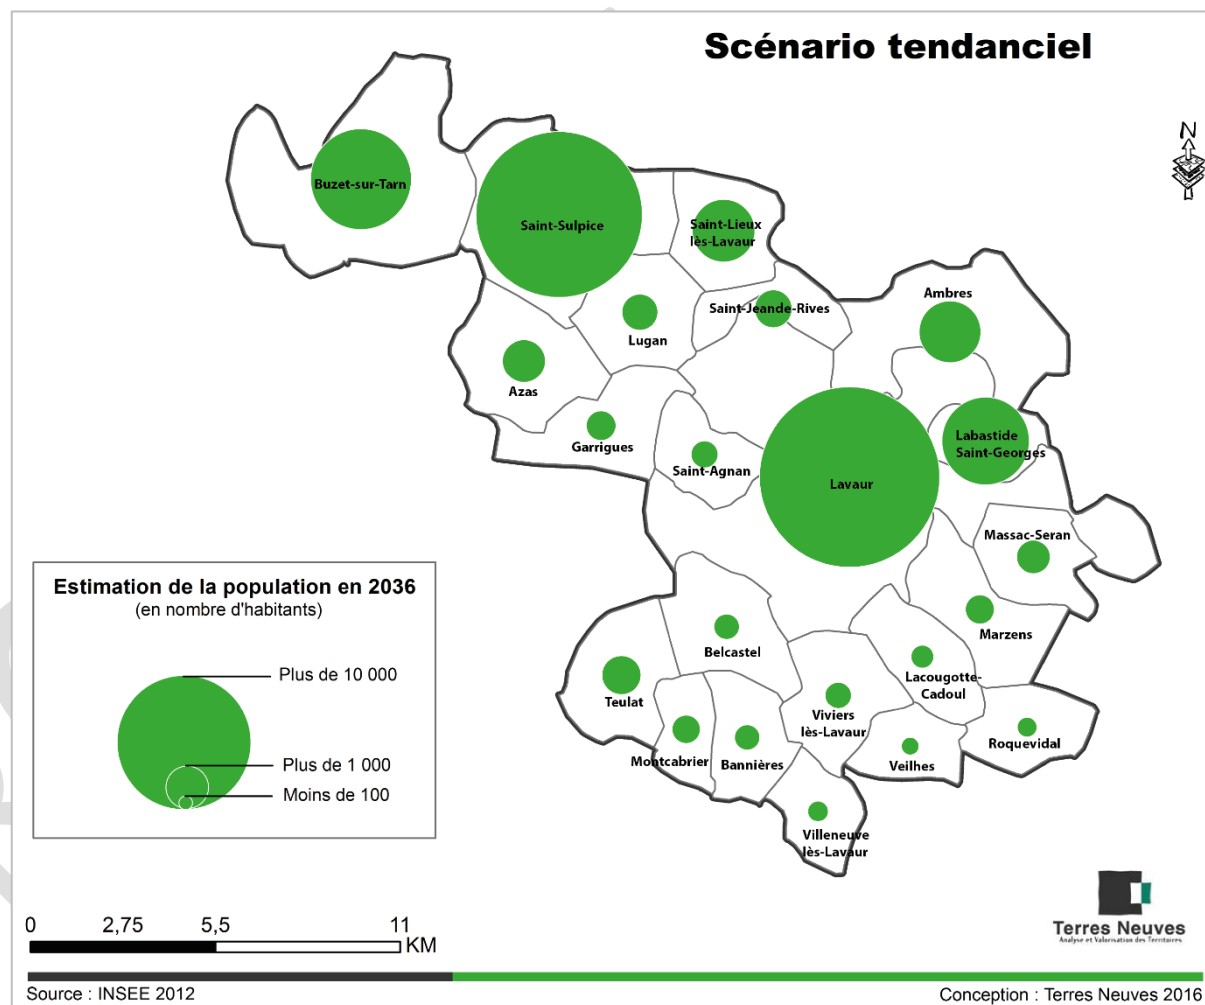 Scénario tendanciel
N
Buzet-sur-Tarn
Saint-Sulpice
Saint-Lieux
lès-Lavaur
Ambres
Saint-Jeande-Rives
Lugan
Azas
Labastide
Saint-Georges
Garrigues
Saint-Agnan
Lavaur
Massac-Seran
Marzens
Belcastel
Lacougotte-
Cadoul
Teulat
Viviers
lès-Lavaur
Roquevidal
Montcabrier
Bannières
Veilhes
Villeneuve
lès-Lavaur
Estimation de la population en 2036
(en nombre d'habitants)
Plus de 10 000
Plus de 1 000
Moins de 100
0 2,75 5,5 11
KM
Terres Neuves
Analyse et Valorisation des Territoires
Source : INSEE 2012
Conception : Terres Neuves 2016